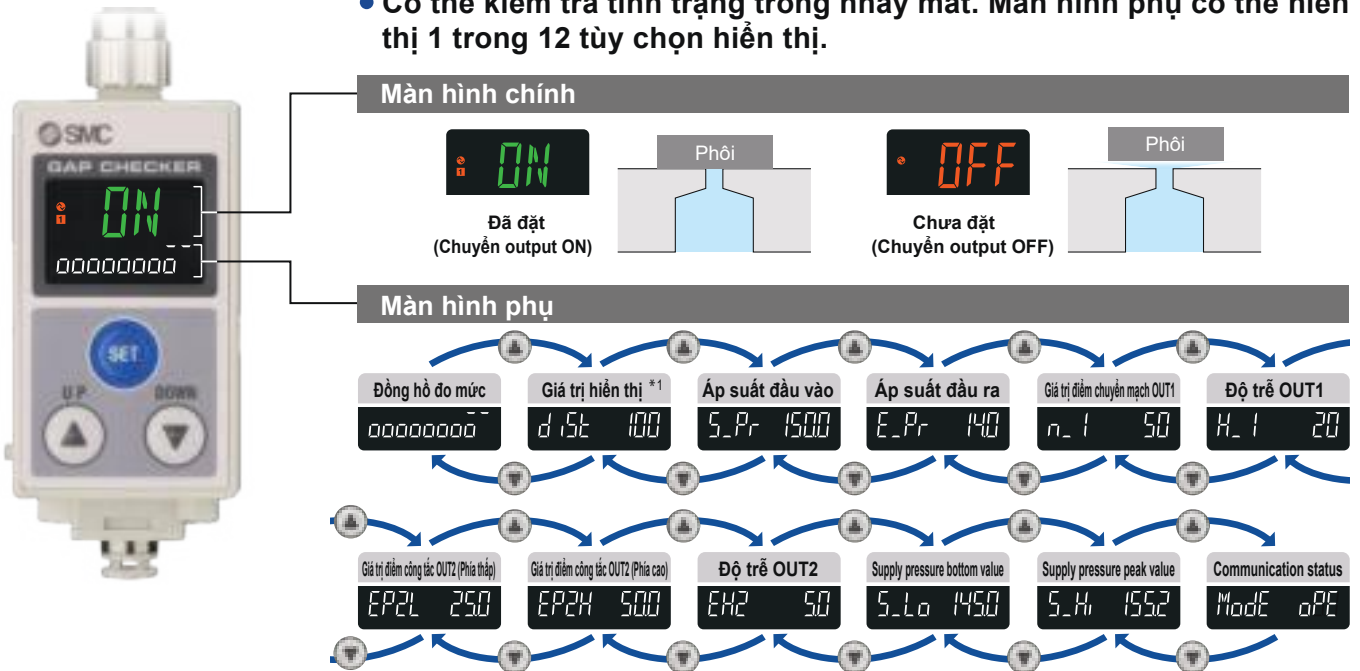 • Có thể kiểm tra tình trạng trong nháy mắt. Màn hình phụ có thể hiển
thị 1 trong 12 tùy chọn hiển thị.
Màn hình chính
SMC
GAP CHECKER
ON
1
SET
UP
DOWN
1
ON
Đã đặt
(Chuyển output ON)
Phôi
OFF
Chưa đặt
(Chuyển output OFF)
Phôi
Màn hình phụ
Đồng hồ đo mức
Giá trị hiển thị *1
Áp suất đầu vào
Áp suất đầu ra
Giá trị điểm chuyển mạch OUT1
Độ trễ OUT1
dISt 100
S_Pr 150.0
E_Pr 14.0
n_1 50
H_1 20
Giá trị điểm công tắc OUT2 (Phía thấp)
Giá trị điểm công tắc OUT2 (Phía cao)
Độ trễ OUT2
Supply pressure bottom value
Supply pressure peak value
Communication status
EP2L 25.0
EP2H 50.0
EH2 5.0
S_Lo 145.0
S_Hi 155.2
ModE oPE